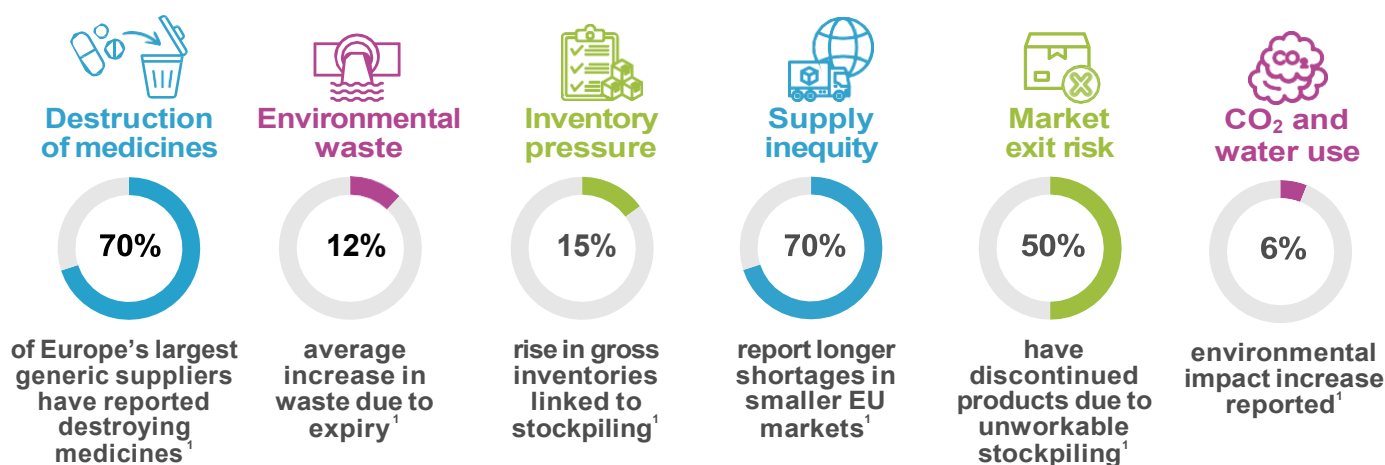 CO₂
Destruction
of medicines
70%
of Europe's largest
generic suppliers
have reported
destroying
medicines¹
Environmental
waste
12%
average
increase in
waste due to
expiry¹
Inventory
pressure
15%
rise in gross
inventories
linked to
stockpiling¹
Supply
inequity
70%
report longer
shortages in
smaller EU
markets¹
Market
exit risk
50%
have
discontinued
products due to
unworkable
stockpiling¹
CO₂ and
water use
6%
environmental
impact increase
reported¹